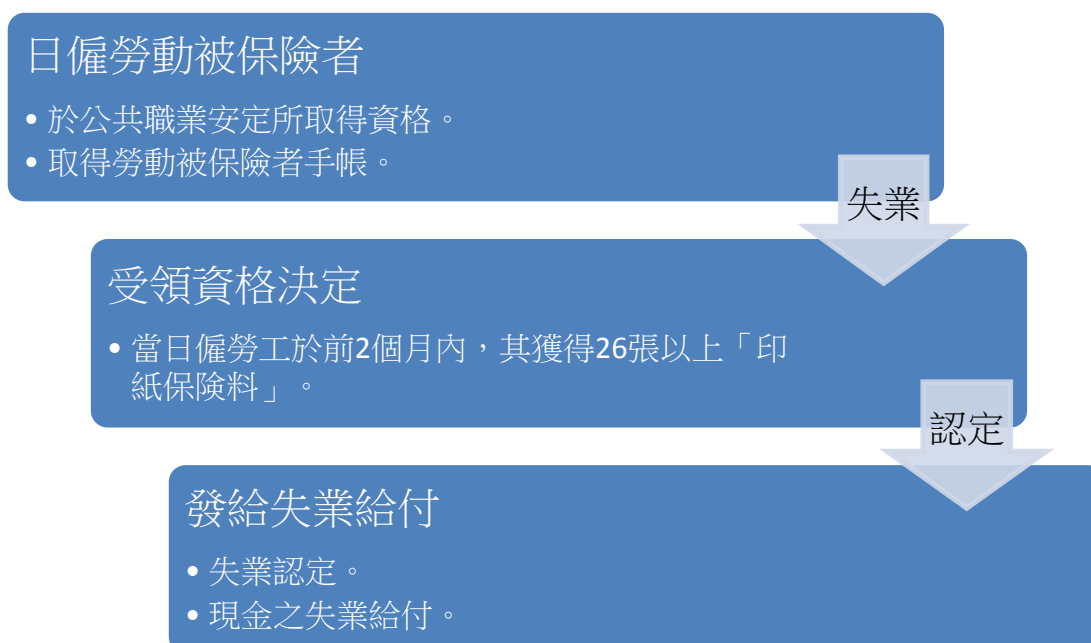 日僱勞動被保險者
• 於公共職業安定所取得資格。
• 取得勞動被保險者手帳。
失業
受領資格決定
• 當日僱勞工於前2個月內，其獲得26張以上「印
紙保険料」。
認定
發給失業給付
• 失業認定。
• 現金之失業給付。